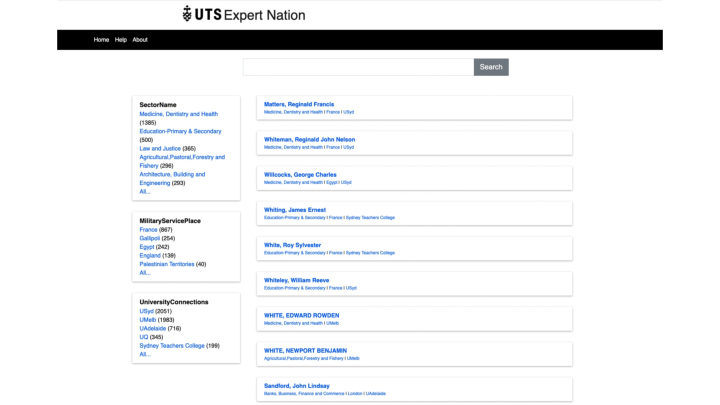 UTS Expert Nation
Home Help About
Search
SectorName
Medicine, Dentistry and Health
(1385)
Education-Primary & Secondary
(500)
Law and Justice (365)
Agricultural,Pastoral,Forestry and
Fishery (296)
Architecture, Building and
Engineering (293)
All...
MilitaryServicePlace
France (867)
Gallipoli (254)
Egypt (242)
England (139)
Palestinian Territories (40)
All...
UniversityConnections
USyd (2051)
UMelb (1983)
UAdelaide (716)
UQ (345)
Sydney Teachers College (199)
All...
Matters, Reginald Francis
Medicine, Dentistry and Health I France I USyd
Whiteman, Reginald John Nelson
Medicine, Dentistry and Health I France I USyd
Willcocks, George Charles
Medicine, Dentistry and Health I Egypt I USyd
Whiting, James Ernest
Education-Primary & Secondary I France I Sydney Teachers College
White, Roy Sylvester
Education-Primary & Secondary I France I Sydney Teachers College
Whiteley, William Reeve
Education-Primary & Secondary I France I USyd
WHITE, EDWARD ROWDEN
Medicine, Dentistry and Health I UMelb
WHITE, NEWPORT BENJAMIN
Agricultural,Pastoral,Forestry and Fishery I UMelb
Sandford, John Lindsay
Banks, Business, Finance and Commerce I London I UAdelaide